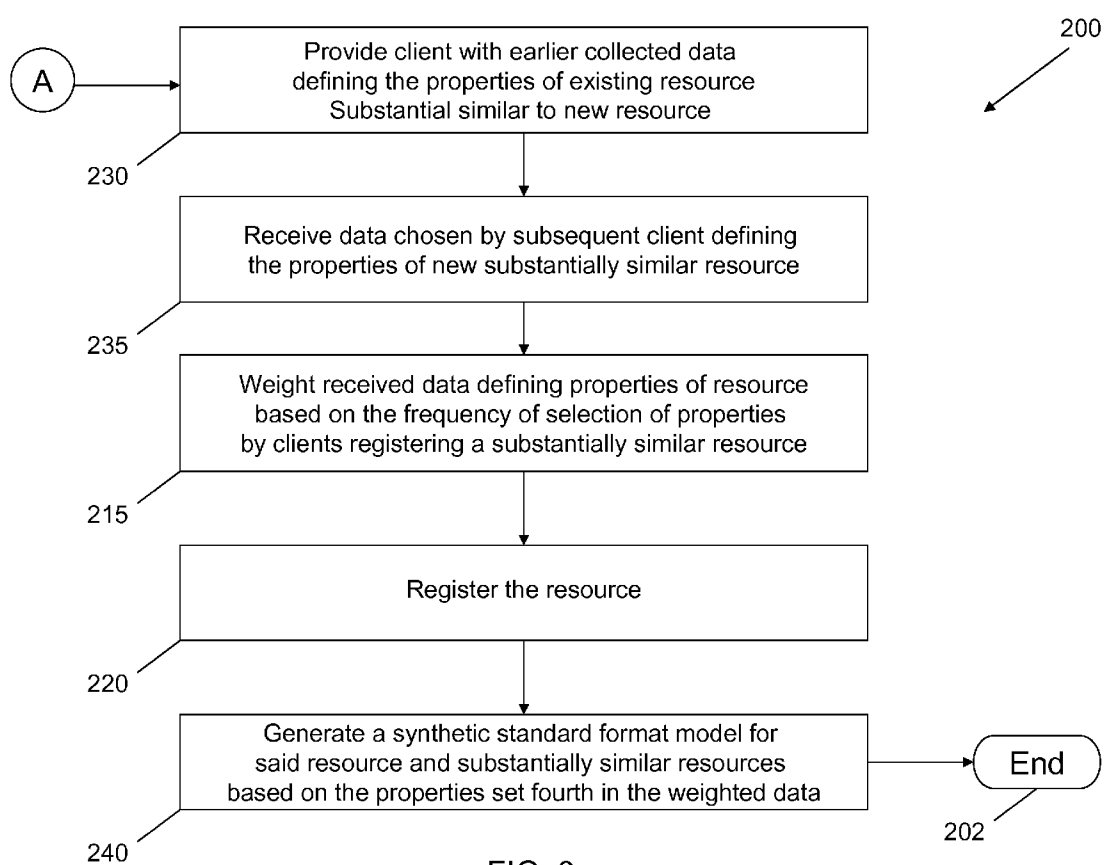 200
A
Provide client with earlier collected data
defining the properties of existing resource
Substantial similar to new resource
230
Receive data chosen by subsequent client defining
the properties of new substantially similar resource
235
Weight received data defining properties of resource
based on the frequency of selection of properties
by clients registering a substantially similar resource
215
Register the resource
220
Generate a synthetic standard format model for
said resource and substantially similar resources
based on the properties set fourth in the weighted data
End
202
240